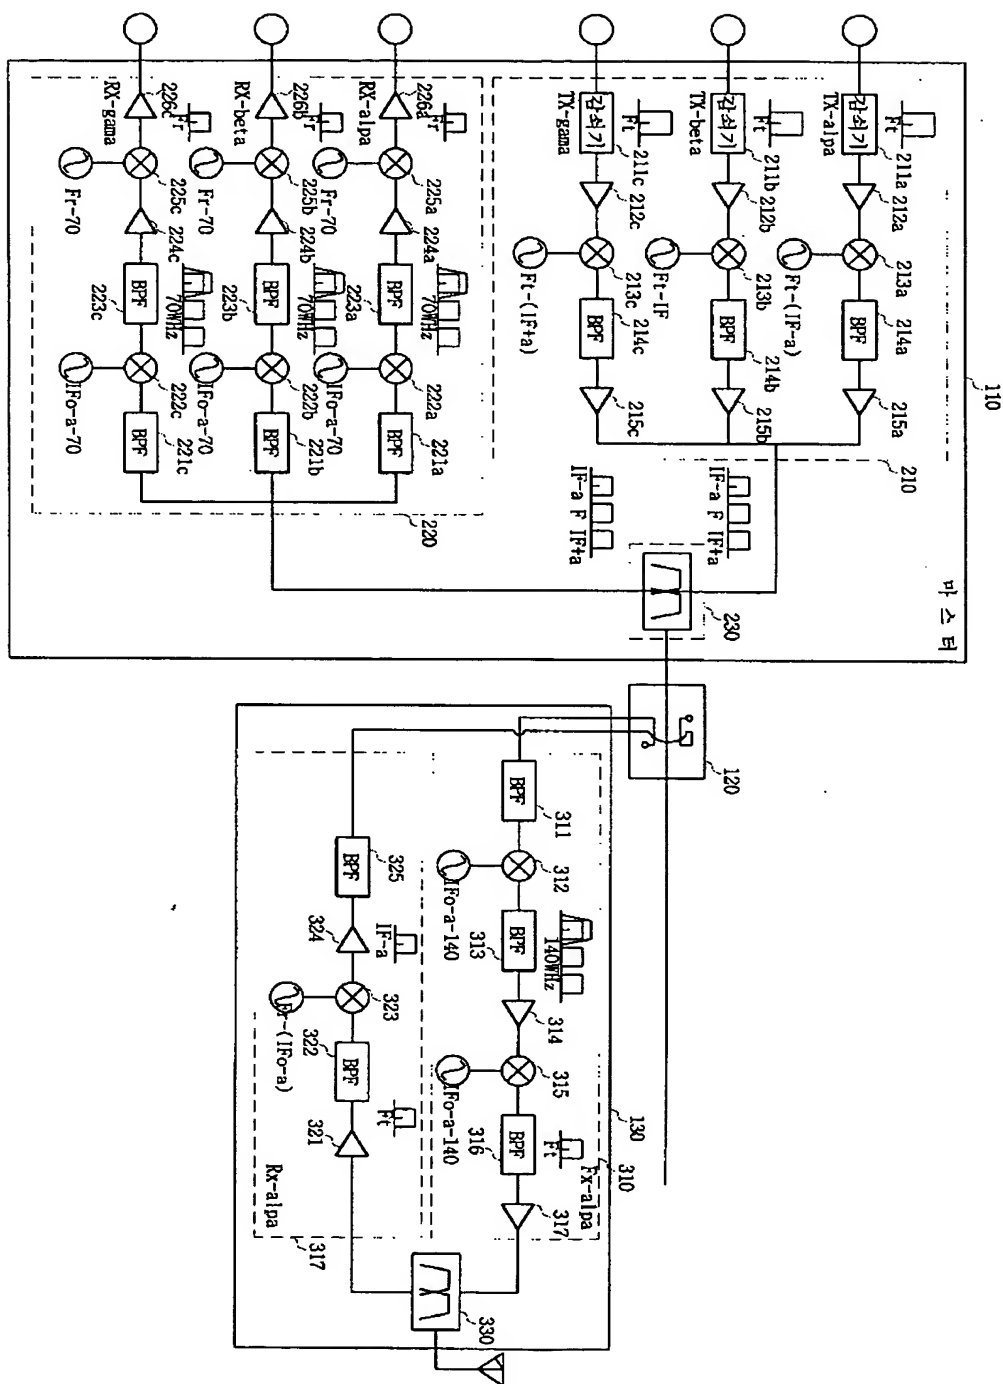 110
마스터
Ft
211a
212a
213a
214a
215a
210
감쇠기
BPF
TX-alpa
Ft-(IF-a)
Ft
211b
212b
213b
214b
215b
감쇠기
BPF
TX-beta
Ft-IF
IF-a F IF+a
230
120
Ft
211c
212c
213c
214c
215c
감쇠기
BPF
TX-gama
Ft-(IF+a)
IF-a F IF+a
130
310
Fx-alpa
Ft
140WHz
311
312
313
314
315
316
317
BPF
BPF
BPF
IFo-a-140
IFo-a-140
330
Fr
70WHz
226a
225a
224a
223a
222a
221a
220
BPF
BPF
RX-alpa
Fr-70
IFo-a-70
Fr
70WHz
226b
225b
224b
223b
222b
221b
BPF
BPF
RX-beta
Fr-70
IFo-a-70
Fr
70WHz
226c
225c
224c
223c
222c
221c
BPF
BPF
RX-gama
Fr-70
IFo-a-70
IF-a
Ft
325
324
323
322
321
317
BPF
BPF
Fr-(IFo-a)
Rx-alpa